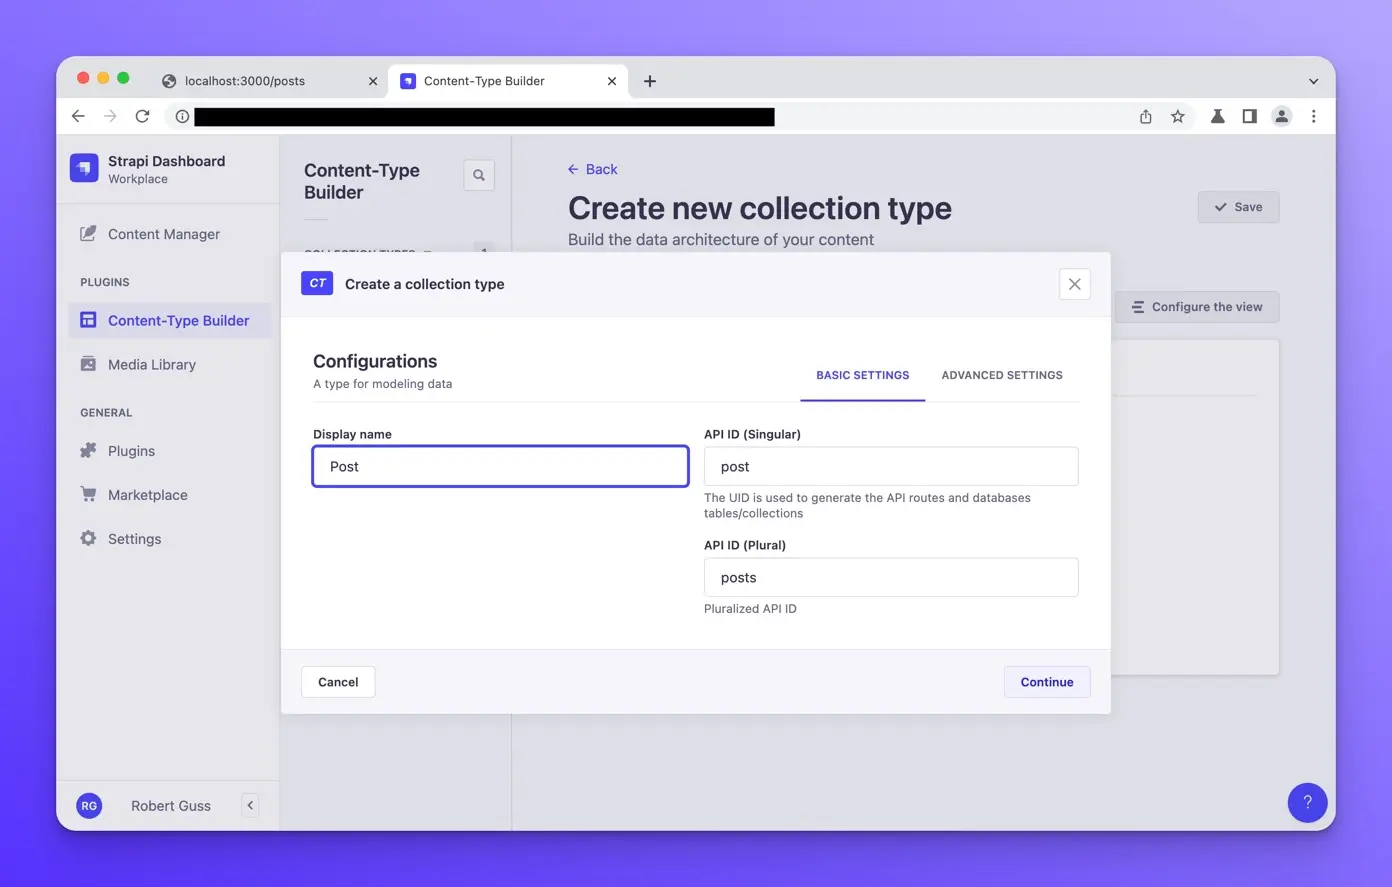 localhost:3000/posts
Content-Type Builder
Strapi Dashboard
Workplace
Content Manager
PLUGINS
Content-Type Builder
Media Library
GENERAL
Plugins
Marketplace
Settings
RG Robert Guss
Content-Type
Builder
COLLECTION TYPES 1
Back
Create new collection type
Build the data architecture of your content
Save
Configure the view
CT Create a collection type
Configurations
A type for modeling data
BASIC SETTINGS ADVANCED SETTINGS
Display name
Post
API ID (Singular)
post
The UID is used to generate the API routes and databases
tables/collections
API ID (Plural)
posts
Pluralized API ID
Cancel
Continue
?